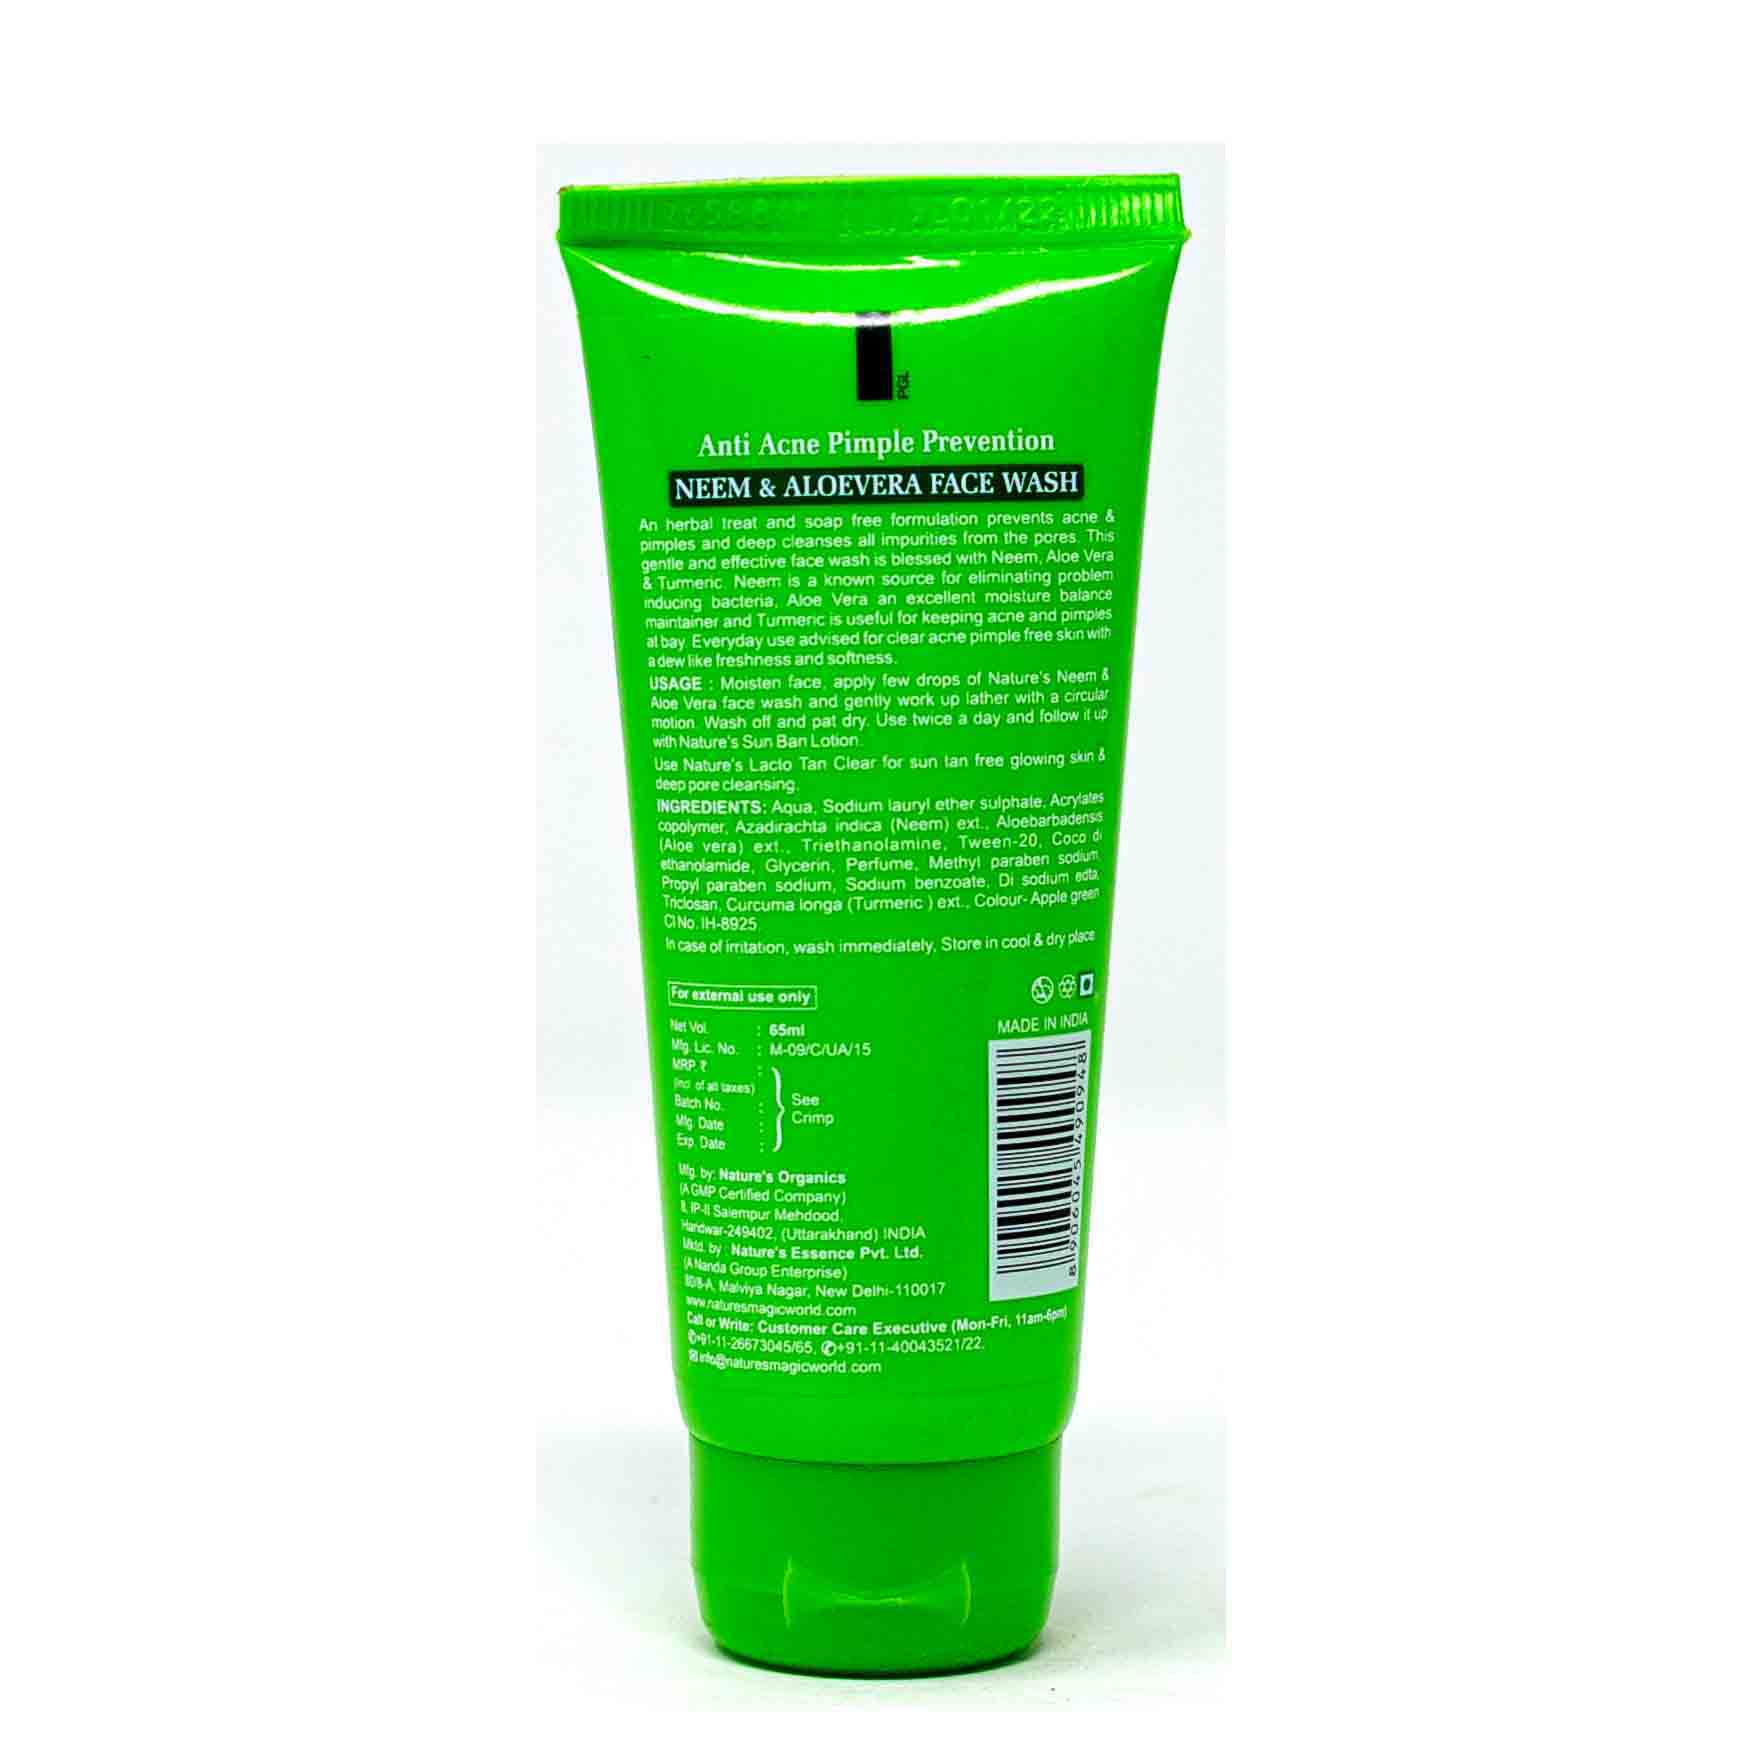 01/22
PGL
Anti Acne Pimple Prevention
NEEM & ALOEVERA FACE WASH
An herbal treat and soap free formulation prevents acne &
pimples and deep cleanses all impurities from the pores. This
gentle and effective face wash is blessed with Neem, Aloe Vera
& Turmeric. Neem is a known source for eliminating problem
inducing bacteria, Aloe Vera an excellent moisture balance
maintainer and Turmeric is useful for keeping acne and pimples
at bay. Everyday use advised for clear acne pimple free skin with
a dew like freshness and softness.
USAGE : Moisten face, apply few drops of Nature's Neem &
Aloe Vera face wash and gently work up lather with a circular
motion. Wash off and pat dry. Use twice a day and follow it up
with Nature's Sun Ban Lotion.
Use Nature's Lacto Tan Clear for sun tan free glowing skin &
deep pore cleansing.
INGREDIENTS: Aqua, Sodium lauryl ether sulphate, Acrylates
copolymer, Azadirachta indica (Neem) ext., Aloebarbadensis
(Aloe vera) ext., Triethanolamine, Tween-20, Coco di
ethanolamide, Glycerin, Perfume, Methyl paraben sodium,
Propyl paraben sodium, Sodium benzoate, Di sodium edta,
Triclosan, Curcuma longa (Turmeric ) ext., Colour- Apple green
CI No. IH-8925.
In case of irritation, wash immediately, Store in cool & dry place
For external use only
Net Vol. : 65ml
Mfg. Lic. No. : M-09/C/UA/15
MRP. ₹ :
(incl of all taxes)
Batch No. :
Mfg. Date :
Exp. Date :
See
Crimp
MADE IN INDIA
8906045490948
Mfg. by: Nature's Organics
(A GMP Certified Company)
8, IP-II Salempur Mehdood,
Haridwar-249402, (Uttarakhand) INDIA
Mktd. by : Nature's Essence Pvt. Ltd.
(A Nanda Group Enterprise)
80/8-A, Malviya Nagar, New Delhi-110017
www.naturesmagicworld.com
Call or Write: Customer Care Executive (Mon-Fri, 11am-6pm)
✆+91-11-26673045/65, ✆+91-11-40043521/22.
✉info@naturesmagicworld.com